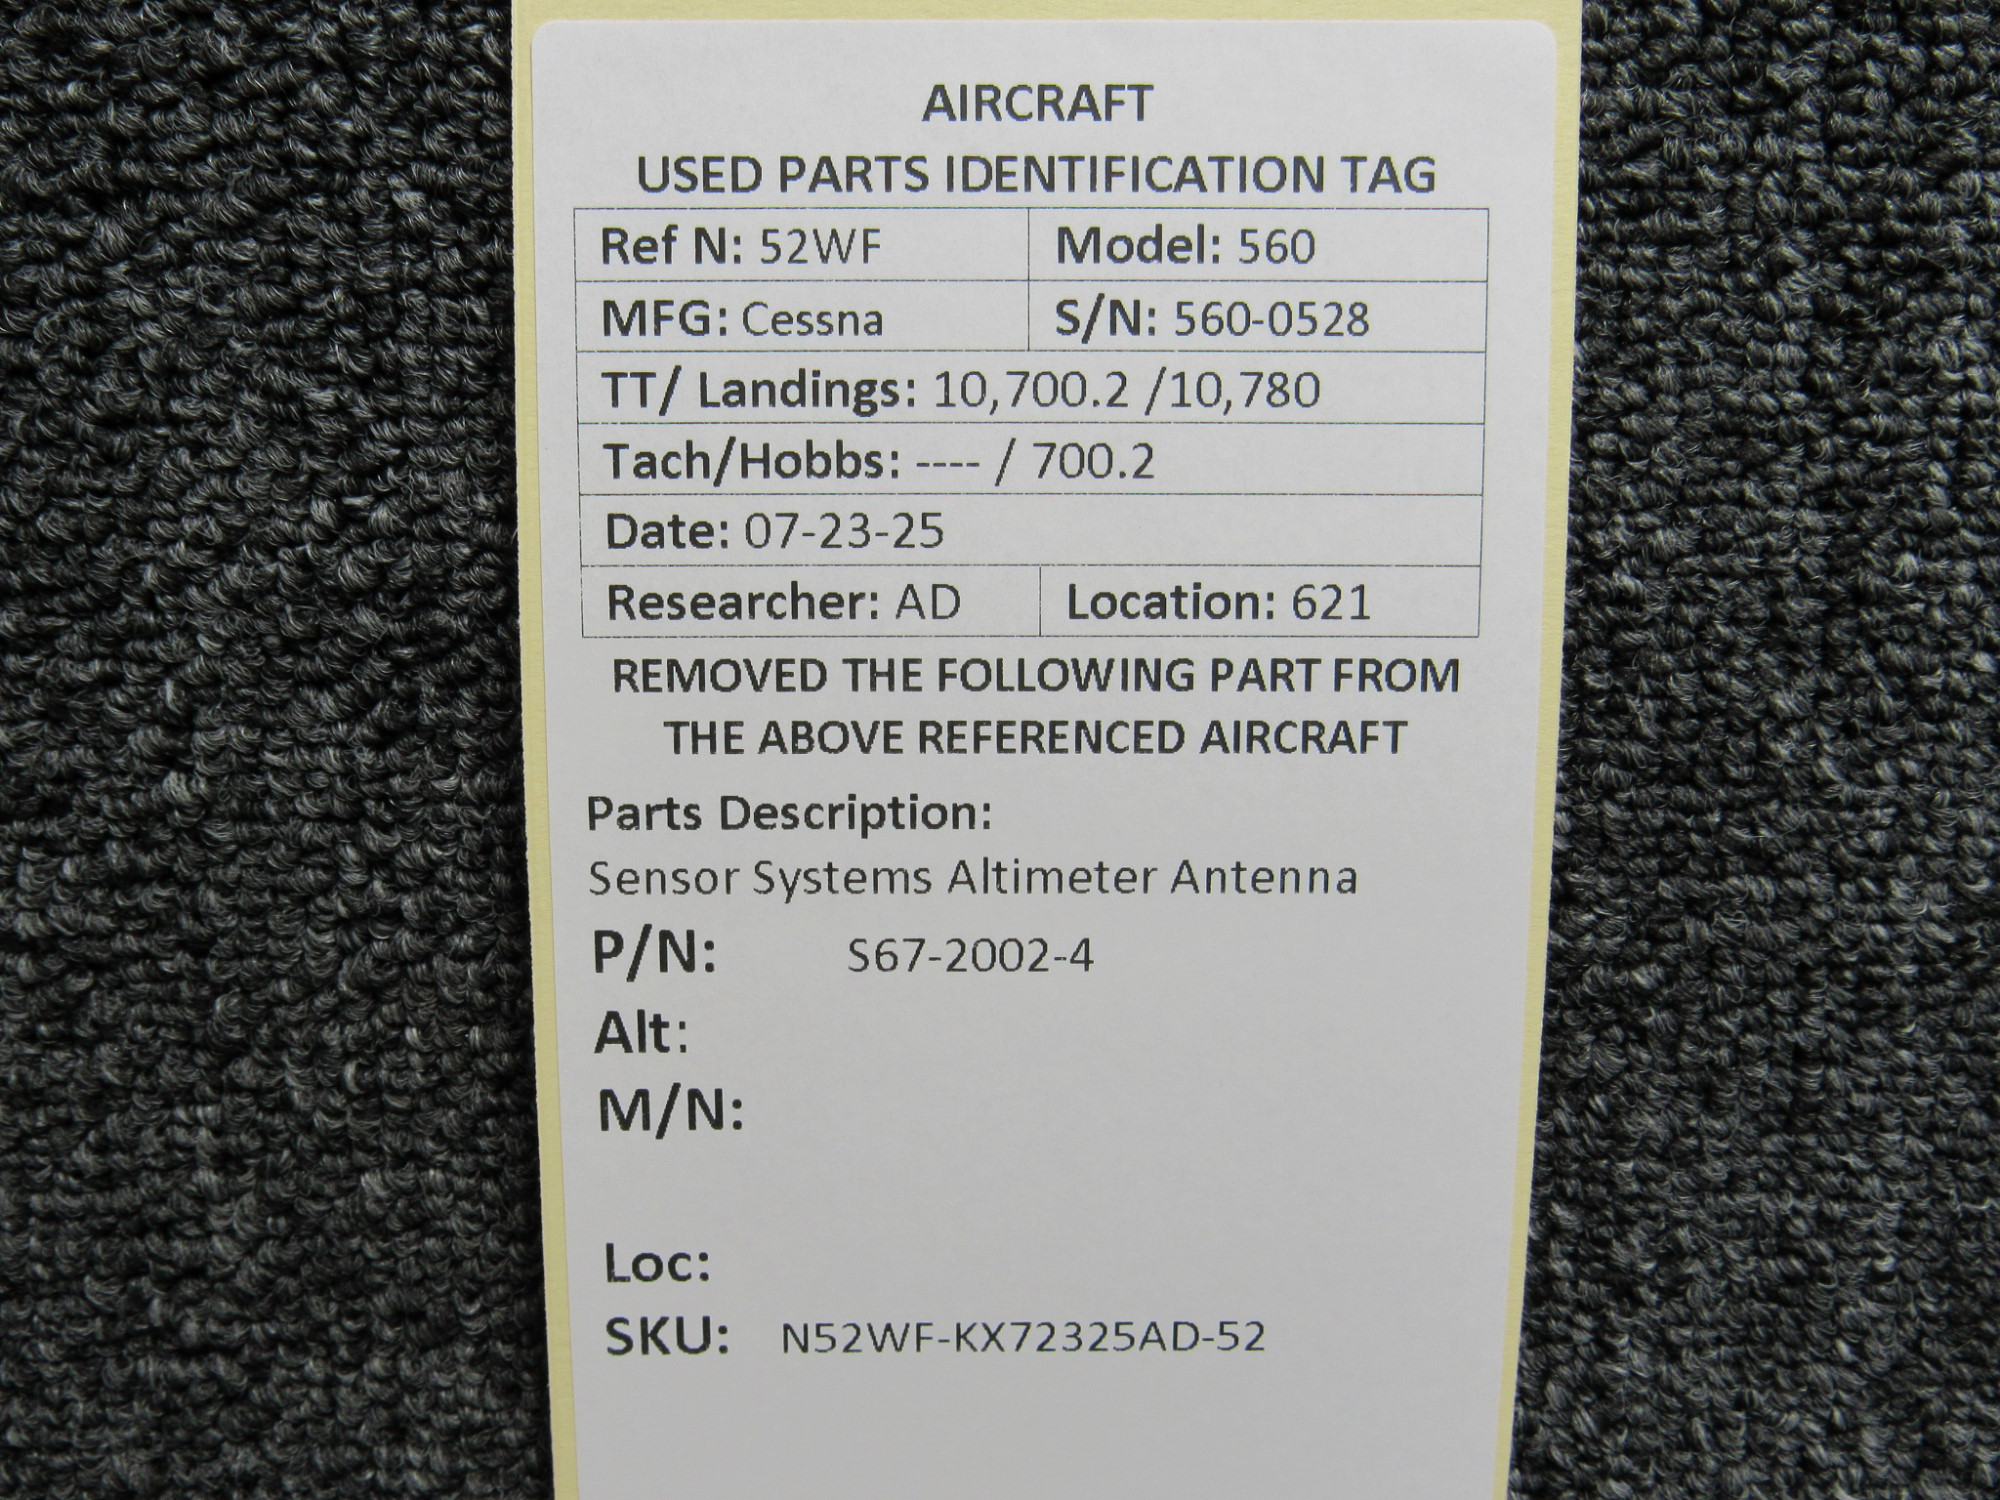 AIRCRAFT
USED PARTS IDENTIFICATION TAG
Ref N: 52WF Model: 560
MFG: Cessna S/N: 560-0528
TT/ Landings: 10,700.2 /10,780
Tach/Hobbs: ---- / 700.2
Date: 07-23-25
Researcher: AD Location: 621
REMOVED THE FOLLOWING PART FROM
THE ABOVE REFERENCED AIRCRAFT
Parts Description:
Sensor Systems Altimeter Antenna
P/N: S67-2002-4
Alt:
M/N:
Loc:
SKU: N52WF-KX72325AD-52